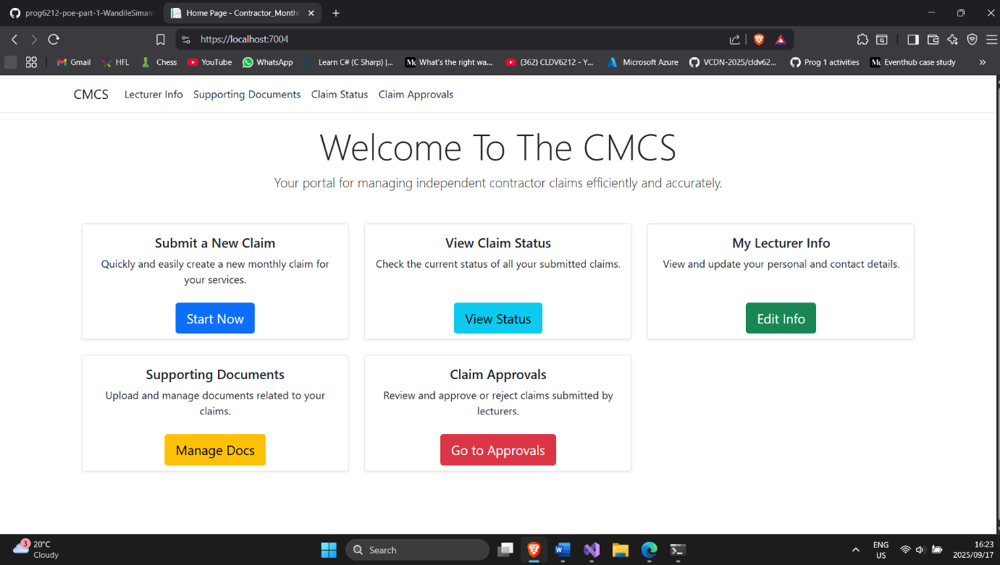 prog6212-poe-part-1-WandileSimam
Home Page - Contractor_Month
https://localhost:7004
Gmail
HFL
Chess
YouTube
WhatsApp
Learn C# (C Sharp) |...
What's the right wa...
(362) CLDV6212 - Y...
Microsoft Azure
VCDN-2025/cldv62...
Prog 1 activities
Eventhub case study
»
CMCS
Lecturer Info
Supporting Documents
Claim Status
Claim Approvals
Welcome To The CMCS
Your portal for managing independent contractor claims efficiently and accurately.
Submit a New Claim
Quickly and easily create a new monthly claim for
your services.
Start Now
View Claim Status
Check the current status of all your submitted claims.
View Status
My Lecturer Info
View and update your personal and contact details.
Edit Info
Supporting Documents
Upload and manage documents related to your
claims.
Manage Docs
Claim Approvals
Review and approve or reject claims submitted by
lecturers.
Go to Approvals
3
20°C
Cloudy
Search
ENG
US
16:23
2025/09/17